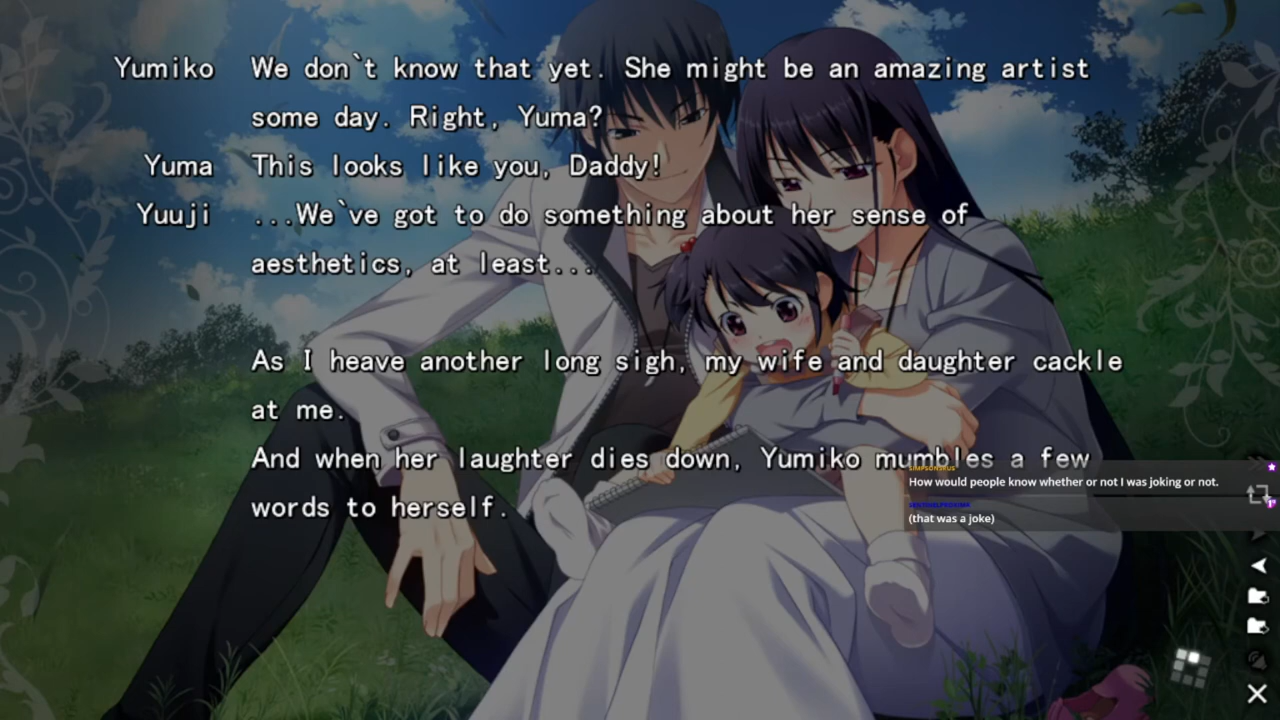 Yumiko We don`t know that yet. She might be an amazing artist
some day. Right, Yuma?
Yuma This looks like you, Daddy!
Yuuji ...We`ve got to do something about her sense of
aesthetics, at least...
As I heave another long sigh, my wife and daughter cackle
at me.
And when her laughter dies down, Yumiko mumbles a few
words to herself.
How would people know whether or not I was joking or not.
(that was a joke)